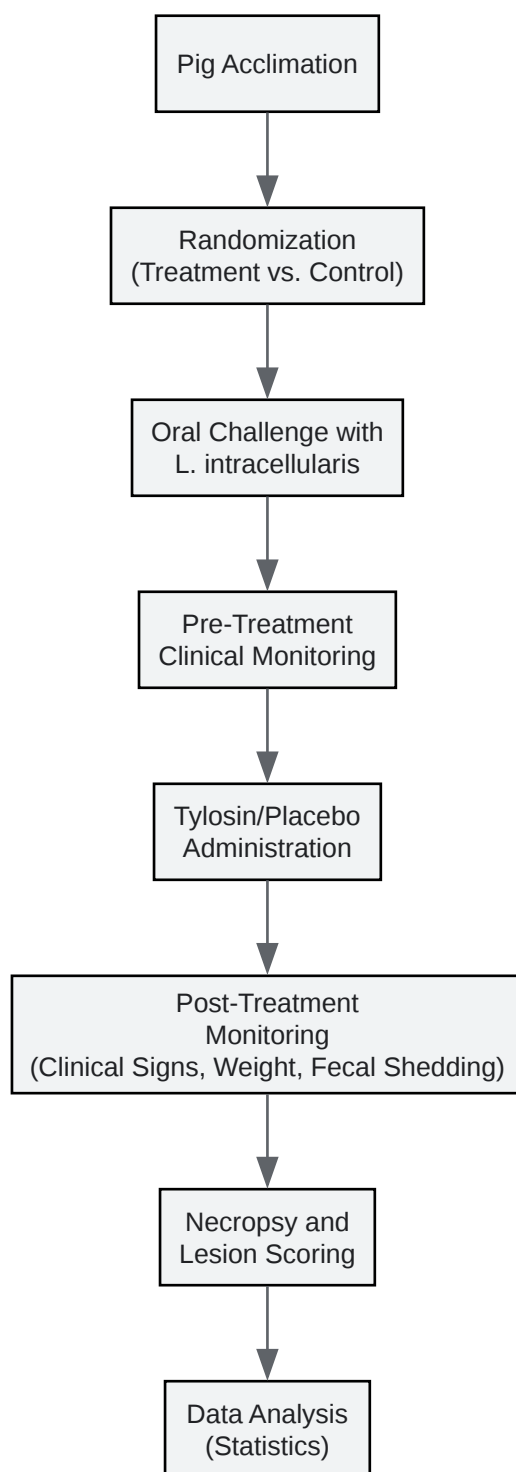 Pig Acclimation
Randomization
(Treatment vs. Control)
Oral Challenge with
L. intracellularis
Pre-Treatment
Clinical Monitoring
Tylosin/Placebo
Administration
Post-Treatment
Monitoring
(Clinical Signs, Weight, Fecal Shedding)
Necropsy and
Lesion Scoring
Data Analysis
(Statistics)